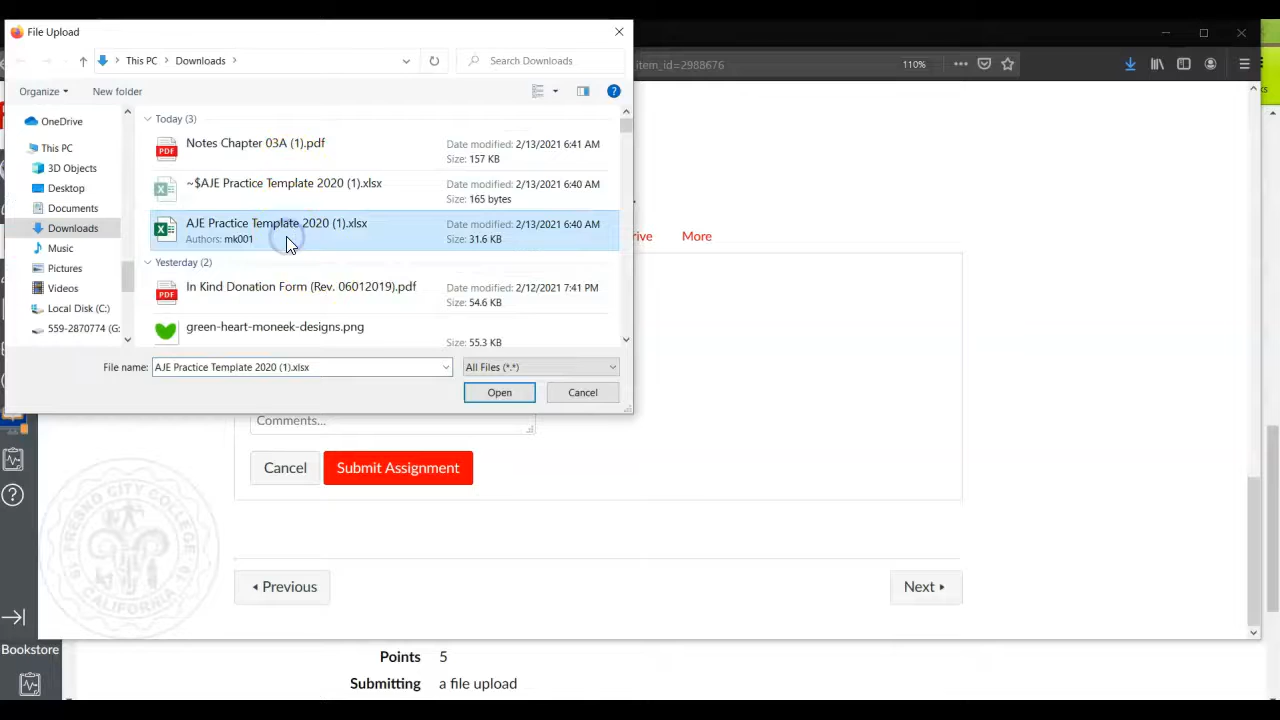 File Upload
This PC > Downloads >
Search Downloads
item_id=2988676
110%
Organize
New folder
OneDrive
This PC
3D Objects
Desktop
Documents
Downloads
Music
Pictures
Videos
Local Disk (C:)
559-2870774 (G:
Today (3)
Notes Chapter 03A (1).pdf
Date modified: 2/13/2021 6:41 AM
Size: 157 KB
~$AJE Practice Template 2020 (1).xlsx
Date modified: 2/13/2021 6:40 AM
Size: 165 bytes
AJE Practice Template 2020 (1).xlsx
Authors: mk001
Date modified: 2/13/2021 6:40 AM
Size: 31.6 KB
Yesterday (2)
In Kind Donation Form (Rev. 06012019).pdf
Date modified: 2/12/2021 7:41 PM
Size: 54.6 KB
green-heart-moneek-designs.png
Size: 55.3 KB
File name: AJE Practice Template 2020 (1).xlsx
All Files (*.*)
Open
Cancel
rive
More
Comments...
Cancel
Submit Assignment
FRESNO CITY COLLEGE
CALIFORNIA
Previous
Next
Bookstore
Points 5
Submitting a file upload